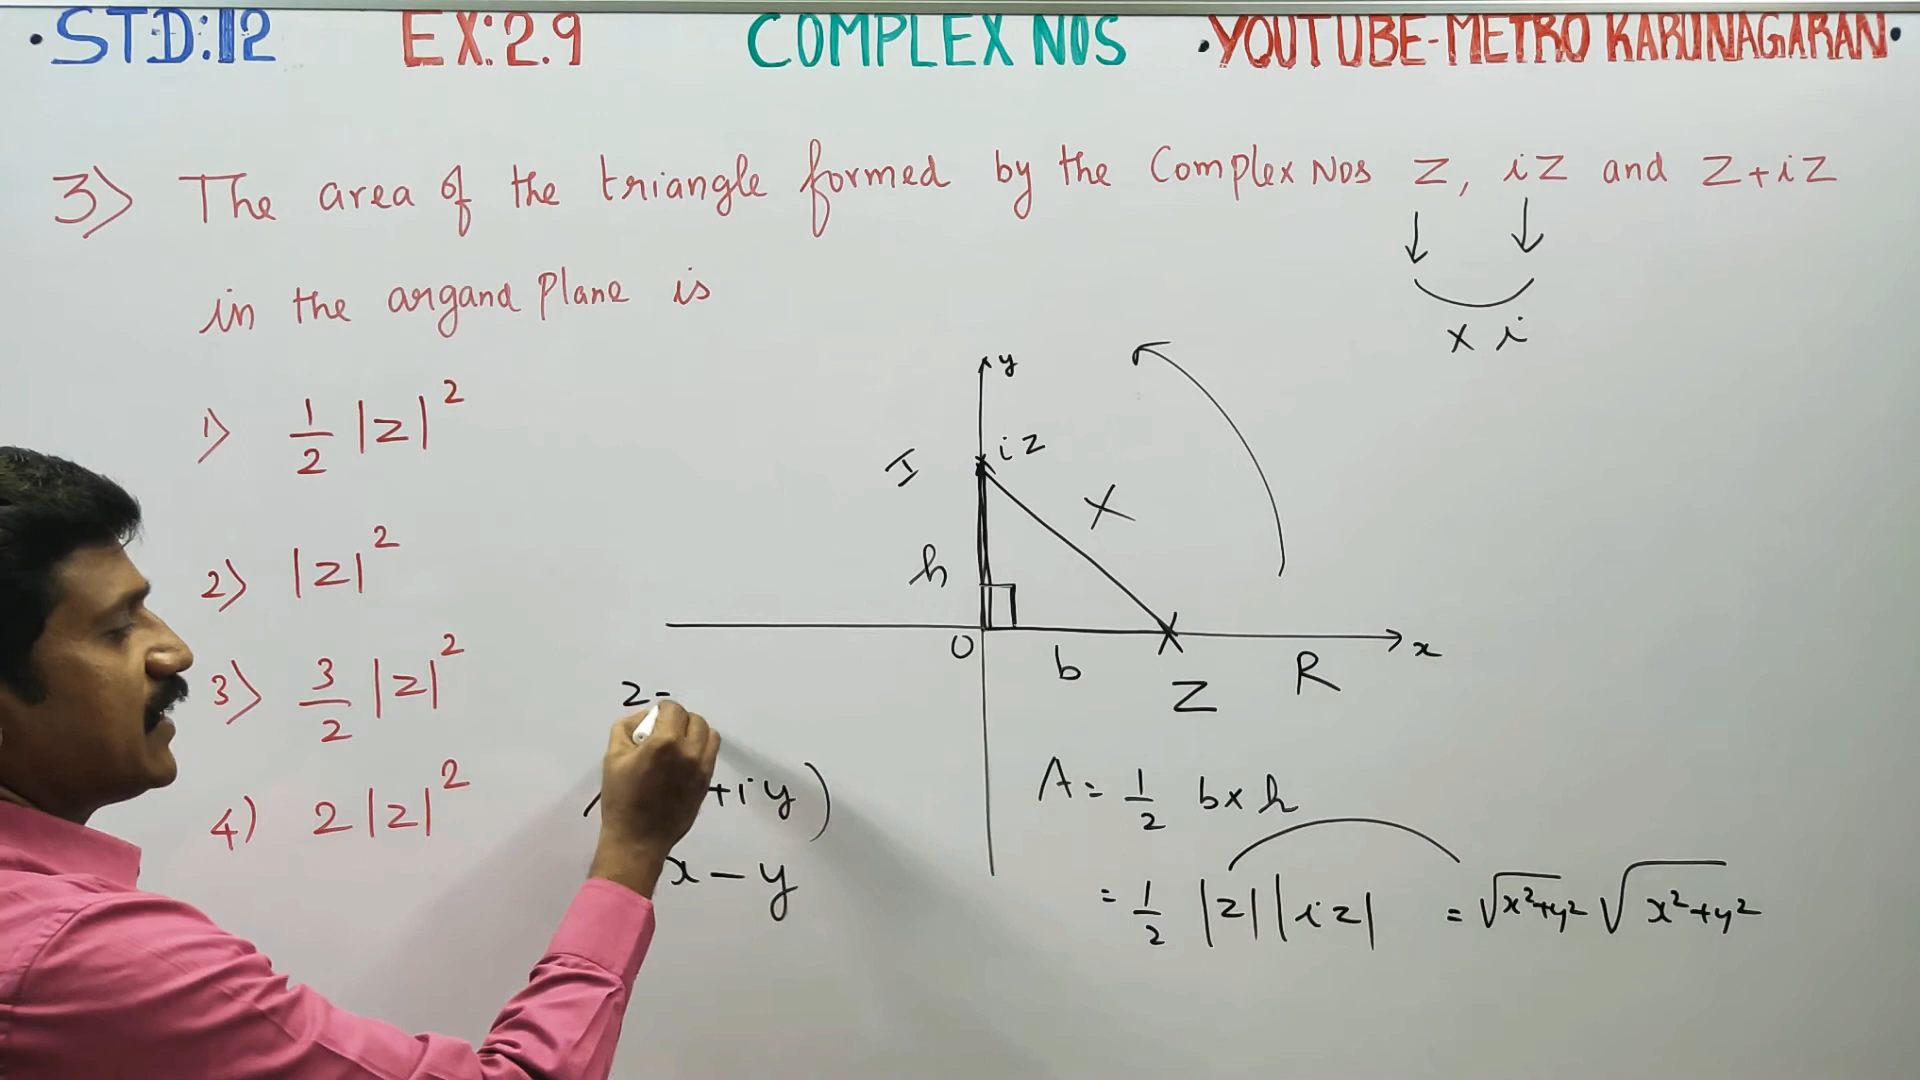 •STD:12 EX:2.9 COMPLEX NOS •YOUTUBE-METRO KARUNAGARAN•
3) The area of the triangle formed by the Complex Nos Z, iZ and Z+iZ
in the argand Plane is
x i
1) 1/2 |z|²
2) |z|²
3) 3/2 |z|²
4) 2|z|²
y
I iz
X
h
O b Z R x
z=
+iy)
x-y
A= 1/2 b x h
= 1/2 |z| |iz| = √x²+y² √x²+y²